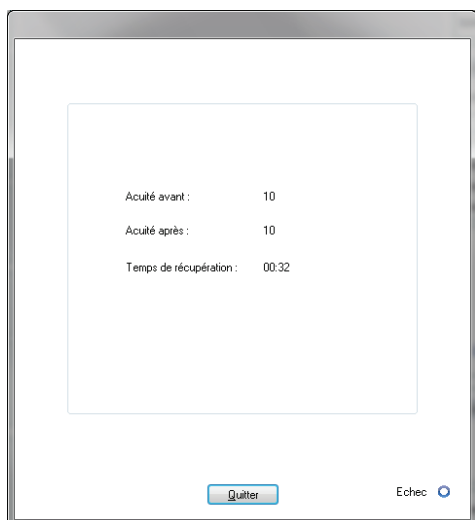 Acuité avant : 10
Acuité après : 10
Temps de récupération : 00:32
Quitter Echec